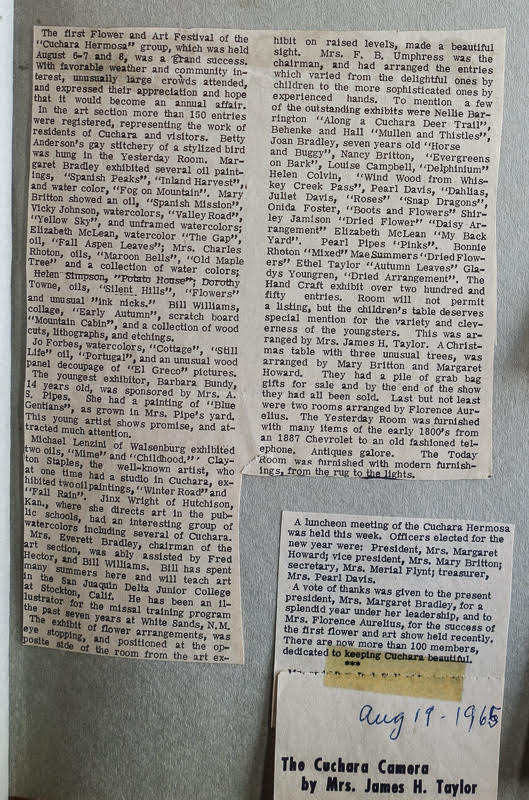 The first Flower and Art Festival of the
"Cuchara Hermosa" group, which was held
August 6-7 and 8, was a grand success.
With favorable weather and community in-
terest, unusually large crowds attended,
and expressed their appreciation and hope
that it would become an annual affair.
In the art section more than 150 entries
were registered, representing the work of
residents of Cuchara and visitors. Betty
Anderson's gay stitchery of a stylized bird
was hung in the Yesterday Room. Mar-
garet Bradley exhibited several oil paint-
ings, "Spanish Peaks", "Inland Harvest",
and water color, "Fog on Mountain". Mary
Britton showed an oil, "Spanish Mission".
Vicky Johnson, watercolors, "Valley Road",
"Yellow Sky", and unframed watercolors;
Elizabeth McLean, watercolor "The Gap",
oil, "Fall Aspen Leaves"; Mrs. Charles
Rhoton, oils, "Maroon Bells", "Old Maple
Tree" and a collection of water colors;
Helen Simpson, "Potato House"; Dorothy
Towne, oils, "Silent Hills", "Flowers"
and unusual "ink nicks." Bill Williams,
collage, "Early Autumn", scratch board
"Mountain Cabin", and a collection of wood
cuts, lithographs, and etchings.
Jo Forbes, watercolors, "Cottage", "Still
Life" oil, "Portugal", and an unusual wood
panel decoupage of "El Greco" pictures.
The youngest exhibitor, Barbara Bundy,
14 years old, was sponsored by Mrs. A.
S. Pipes. She had a painting of "Blue
Gentians", as grown in Mrs. Pipe's yard.
This young artist shows promise, and at-
tracted much attention.
Michael Lenzini of Walsenburg exhibited
two oils, "Mime" and "Childhood." Clay-
ton Staples, the well-known artist, who
at one time had a studio in Cuchara, ex-
hibited two oil paintings, "Winter Road" and
"Fall Rain". Jinx Wright of Hutchison,
Kan., where she directs art in the pub-
lic schools, had an interesting group of
watercolors including several of Cuchara.
Mrs. Everett Bradley, chairman of the
art section, was ably assisted by Fred
Hector, and Bill Williams. Bill has spent
many summers here and will teach art
in the San Jaquin Delta Junior College
at Stockton, Calif. He has been an il-
lustrator for the missal training program
the past seven years at White Sands, N.M.
The exhibit of flower arrangements, was
eye stopping, and positioned at the op-
posite side of the room from the art ex-
hibit on raised levels, made a beautiful
sight. Mrs. F. B. Umphress was the
chairman, and had arranged the entries
which varied from the delightful ones by
children to the more sophisticated ones by
experienced hands. To mention a few
of the outstanding exhibits were Nellie Bar-
rington "Along a Cuchara Deer Trail",
Behenke and Hall "Mullen and Thistles",
Joan Bradley, seven years old "Horse
and Buggy", Nancy Britton, "Evergreens
on Bark", Louise Campbell, "Delphinium"
Helen Colvin, "Wind Wood from Whis-
key Creek Pass", Pearl Davis, "Dahlias,
Juliet Davis, "Roses" "Snap Dragons",
Onida Foster, "Boots and Flowers" Shir-
ley Jamison "Dried Flower" "Daisy Ar-
rangement" Elizabeth McLean "My Back
Yard". Pearl Pipes "Pinks". Bonnie
Rhoton "Mixed" Mae Summers "Dried Flow-
ers" Ethel Taylor "Autumn Leaves" Gla-
dys Youngren, "Dried Arrangement". The
Hand Craft exhibit over two hundred and
fifty entries. Room will not permit
a listing, but the children's table deserves
special mention for the variety and clev-
erness of the youngsters. This was ar-
ranged by Mrs. James H. Taylor. A Christ-
mas table with three unusual trees, was
arranged by Mary Britton and Margaret
Howard. They had a pile of grab bag
gifts for sale and by the end of the show
they had all been sold. Last but not least
were two rooms arranged by Florence Aur-
elius. The Yesterday Room was furnished
with many items of the early 1800's from
an 1887 Chevrolet to an old fashioned tel-
ephone. Antiques galore. The Today
Room was furnished with modern furnish-
ings, from the rug to the lights.
A luncheon meeting of the Cuchara Hermosa
was held this week. Officers elected for the
new year were: President, Mrs. Margaret
Howard; vice president, Mrs. Mary Britton;
secretary, Mrs. Merial Flynt; treasurer,
Mrs. Pearl Davis.
A vote of thanks was given to the present
president, Mrs. Margaret Bradley, for a
splendid year under her leadership, and to
Mrs. Florence Aurelius, for the success of
the first flower and art show held recently.
There are now more than 100 members,
dedicated to keeping Cuchara beautiful.
***
Aug 19-1965
The Cuchara Camera
by Mrs. James H. Taylor